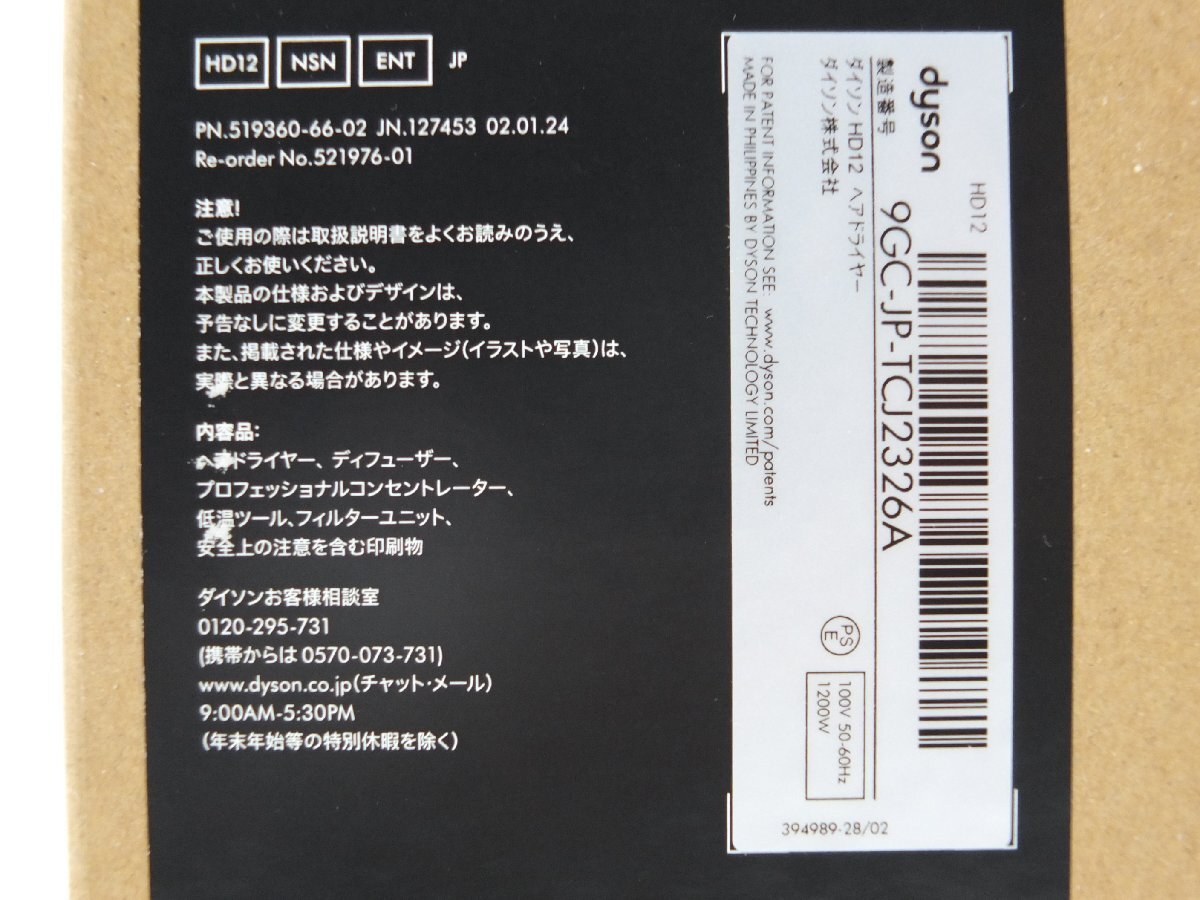 HD12 NSN ENT JP
PN.519360-66-02 JN.127453 02.01.24
Re-order No.521976-01
注意!
ご使用の際は取扱説明書をよくお読みのうえ、
正しくお使いください。
本製品の仕様およびデザインは、
予告なしに変更することがあります。
また、掲載された仕様やイメージ(イラストや写真)は、
実際と異なる場合があります。
内容品:
ヘアドライヤー、ディフューザー、
プロフェッショナルコンセントレーター、
低温ツール、フィルターユニット、
安全上の注意を含む印刷物
ダイソンお客様相談室
0120-295-731
(携帯からは 0570-073-731)
www.dyson.co.jp(チャット・メール)
9:00AM-5:30PM
(年末年始等の特別休暇を除く)
dyson
HD12
製造番号 9GC-JP-TCJ2326A
ダイソン HD12 ヘアドライヤー
ダイソン株式会社
PS
E
100V 50-60Hz
1200W
FOR PATENT INFORMATION SEE: www.dyson.com/patents
MADE IN PHILIPPINES BY DYSON TECHNOLOGY LIMITED
394989-28/02